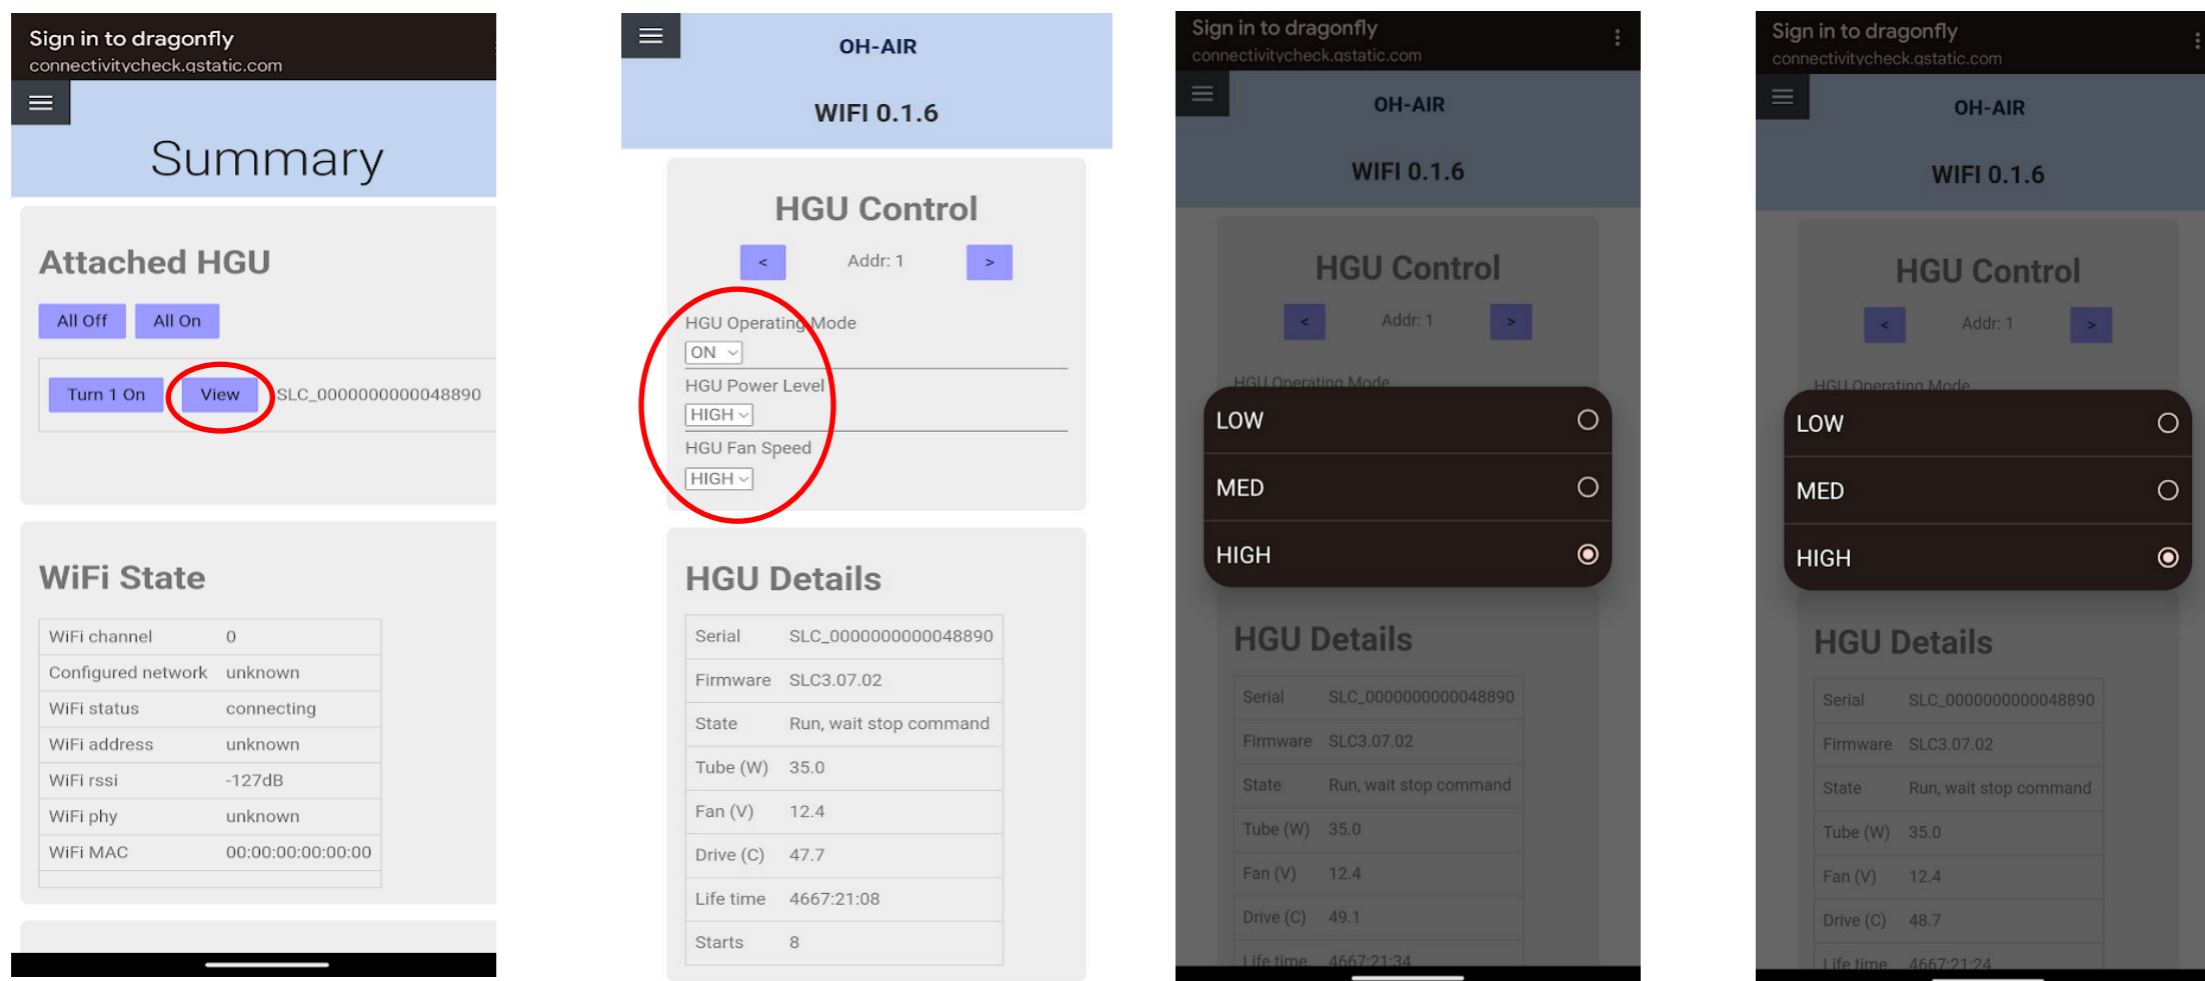 Sign in to dragonfly
connectivitycheck.gstatic.com
Summary
Attached HGU
All Off All On
Turn 1 On View SLC_0000000000048890
WiFi State
WiFi channel 0
Configured network unknown
WiFi status connecting
WiFi address unknown
WiFi rssi -127dB
WiFi phy unknown
WiFi MAC 00:00:00:00:00:00
OH-AIR
WIFI 0.1.6
HGU Control
< Addr: 1 >
HGU Operating Mode
ON
HGU Power Level
HIGH
HGU Fan Speed
HIGH
HGU Details
Serial SLC_0000000000048890
Firmware SLC3.07.02
State Run, wait stop command
Tube (W) 35.0
Fan (V) 12.4
Drive (C) 47.7
Life time 4667:21:08
Starts 8
Sign in to dragonfly
connectivitycheck.gstatic.com
OH-AIR
WIFI 0.1.6
HGU Control
< Addr: 1 >
HGU Operating Mode
LOW
MED
HIGH
HGU Details
Serial SLC_0000000000048890
Firmware SLC3.07.02
State Run, wait stop command
Tube (W) 35.0
Fan (V) 12.4
Drive (C) 49.1
Life time 4667:21:34
Sign in to dragonfly
connectivitycheck.gstatic.com
OH-AIR
WIFI 0.1.6
HGU Control
< Addr: 1 >
HGU Operating Mode
LOW
MED
HIGH
HGU Details
Serial SLC_0000000000048890
Firmware SLC3.07.02
State Run, wait stop command
Tube (W) 35.0
Fan (V) 12.4
Drive (C) 48.7
Life time 4667:21:24